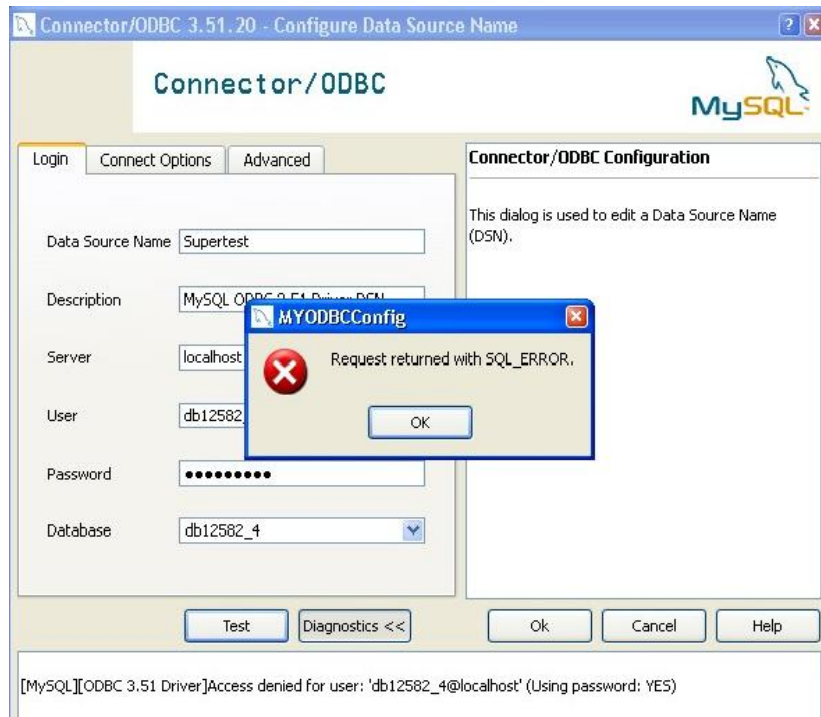 Connector/ODBC 3.51.20 - Configure Data Source Name
Connector/ODBC
MySQL
Login
Connect Options
Advanced
Connector/ODBC Configuration
This dialog is used to edit a Data Source Name
(DSN).
Data Source Name
Supertest
Description
MySQL
MYODBCConfig
Request returned with SQL_ERROR.
OK
Server
localhost
User
db12582_
Password
•••••••••
Database
db12582_4
Test
Diagnostics <<
Ok
Cancel
Help
[MySQL][ODBC 3.51 Driver]Access denied for user: 'db12582_4@localhost' (Using password: YES)